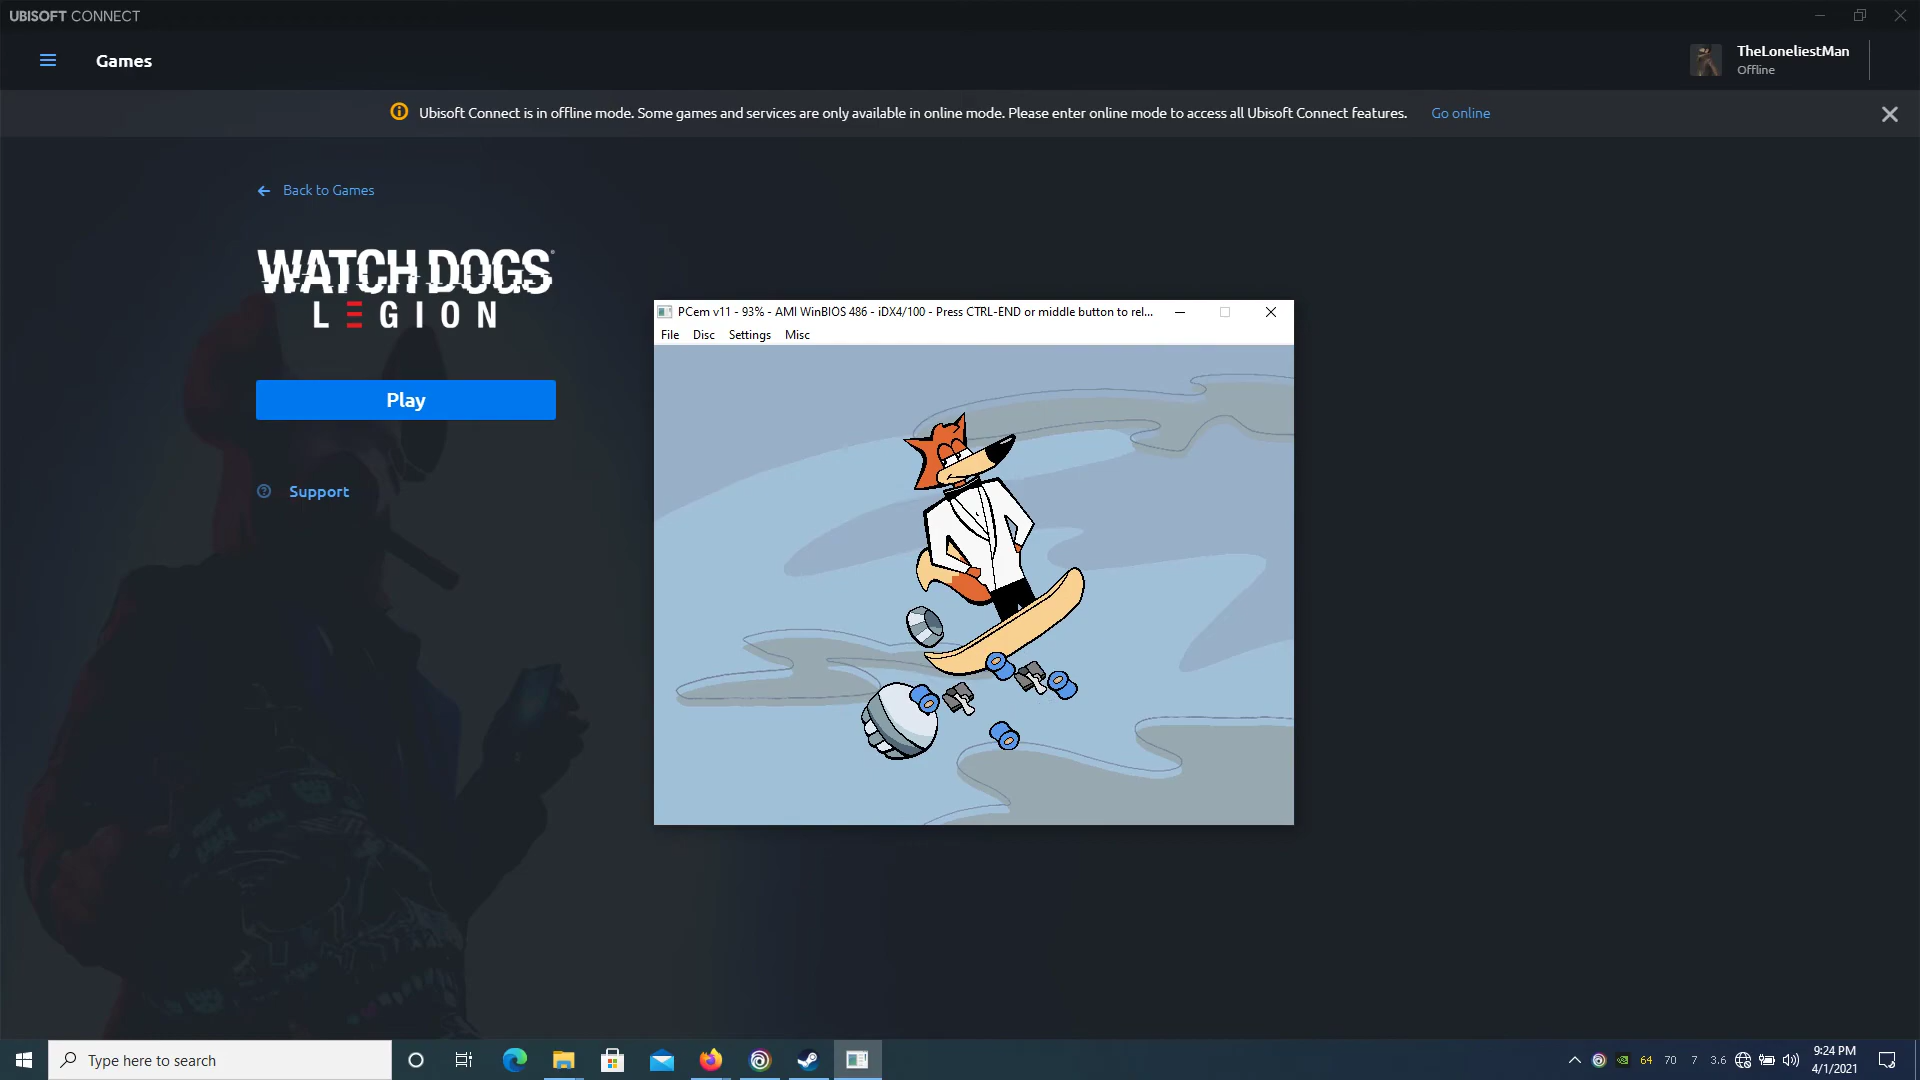 UBISOFT CONNECT
Games
TheLoneliestMan
Offline
Ubisoft Connect is in offline mode. Some games and services are only available in online mode. Please enter online mode to access all Ubisoft Connect features. Go online
Back to Games
WATCH DOGS
LEGION
Play
Support
PCem v11 - 93% - AMI WinBIOS 486 - iDX4/100 - Press CTRL-END or middle button to rel...
File Disc Settings Misc
Type here to search
64 70 7 3.6
9:24 PM
4/1/2021